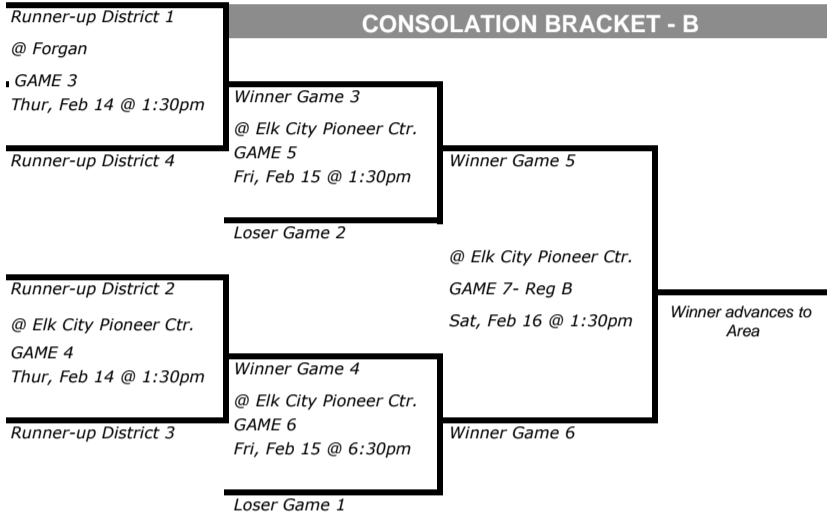 CONSOLATION BRACKET - B
Runner-up District 1
@ Forgan
GAME 3
Thur, Feb 14 @ 1:30pm
Runner-up District 4
Winner Game 3
@ Elk City Pioneer Ctr.
GAME 5
Fri, Feb 15 @ 1:30pm
Loser Game 2
Runner-up District 2
@ Elk City Pioneer Ctr.
GAME 4
Thur, Feb 14 @ 1:30pm
Runner-up District 3
Winner Game 4
@ Elk City Pioneer Ctr.
GAME 6
Fri, Feb 15 @ 6:30pm
Loser Game 1
Winner Game 5
@ Elk City Pioneer Ctr.
GAME 7- Reg B
Sat, Feb 16 @ 1:30pm
Winner Game 6
Winner advances to
Area